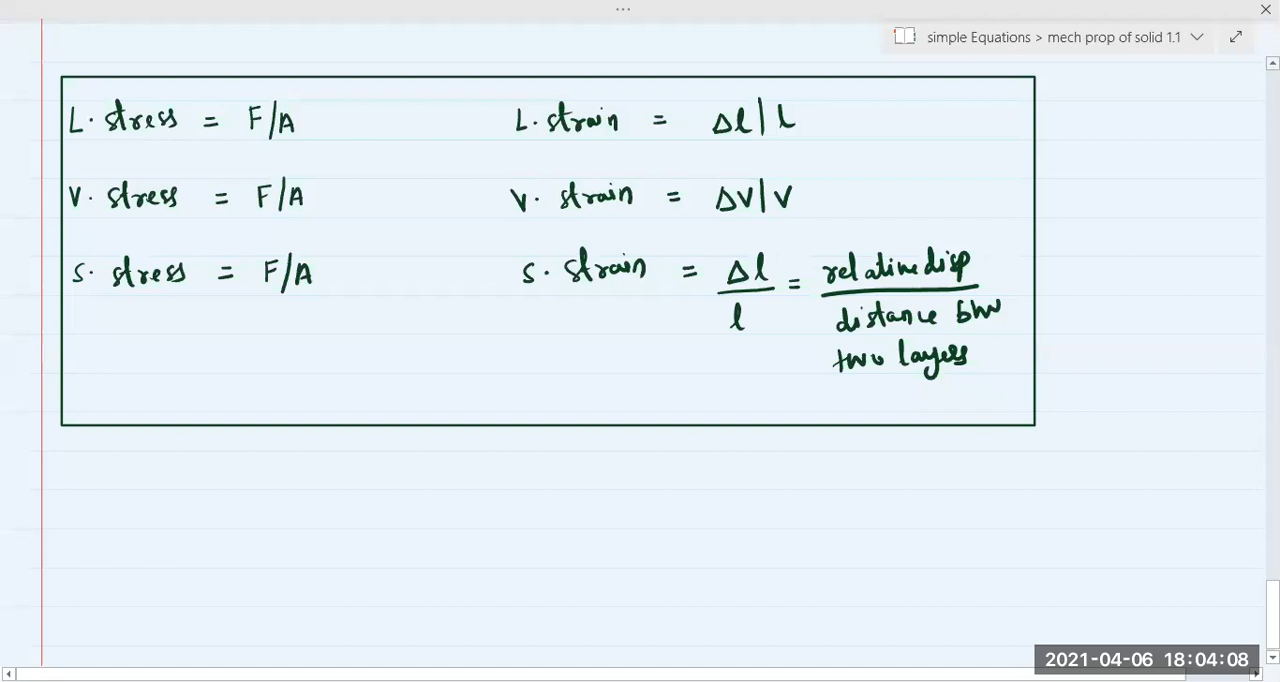 ...
simple Equations > mech prop of solid 1.1
L. stress = F/A L. strain = Δl/l
V. stress = F/A V. strain = ΔV/V
S. stress = F/A S. strain = Δl/l = relative disp / distance b/w two layers
2021-04-06 18:04:08